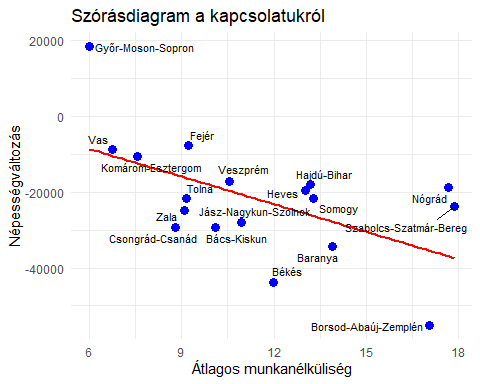 Szórásdiagram a kapcsolatukról
20000
0
-20000
-40000
Népességváltozás
Győr-Moson-Sopron
Vas
Fejér
Komárom-Esztergom
Veszprém
Hajdú-Bihar
Tolna
Heves
Nógrád
Zala
Jász-Nagykun-Szolnok
Somogy
Szabolcs-Szatmár-Bereg
Csongrád-Csanád
Bács-Kiskun
Baranya
Békés
Borsod-Abaúj-Zemplén
6
9
12
15
18
Átlagos munkanélküliség